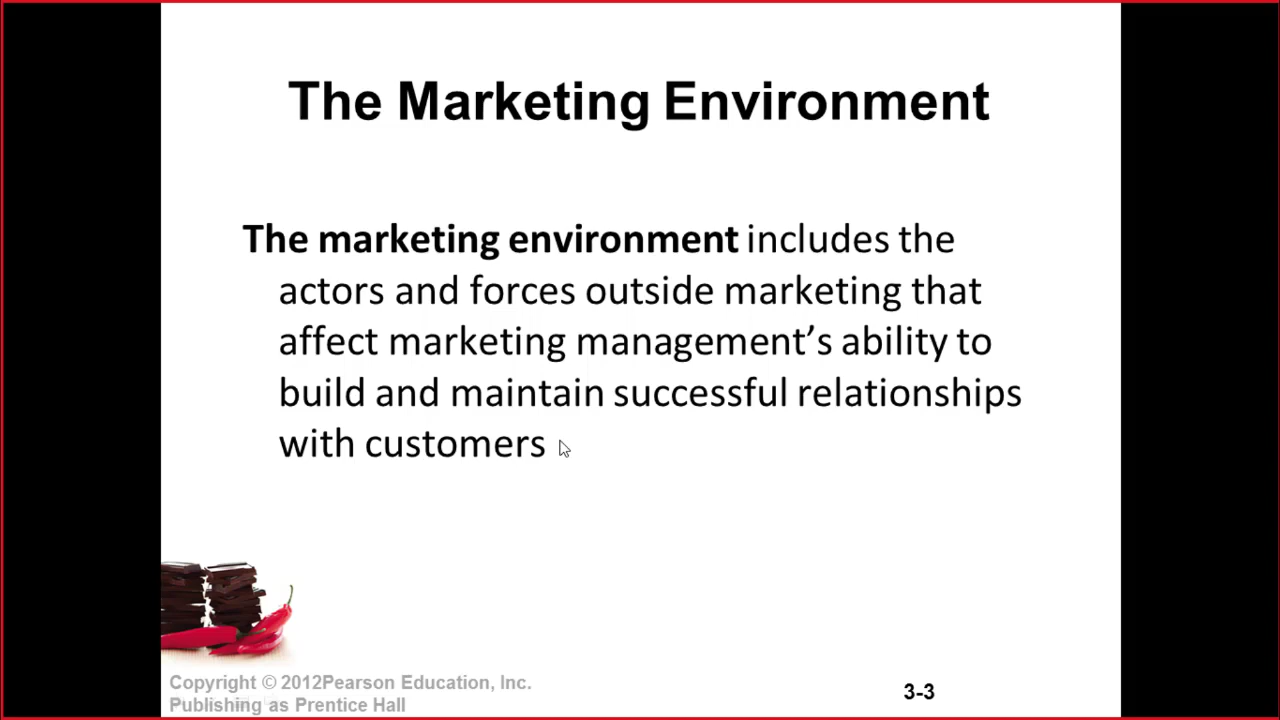 The Marketing Environment
The marketing environment includes the
actors and forces outside marketing that
affect marketing management’s ability to
build and maintain successful relationships
with customers
Copyright © 2012Pearson Education, Inc.
Publishing as Prentice Hall
3-3